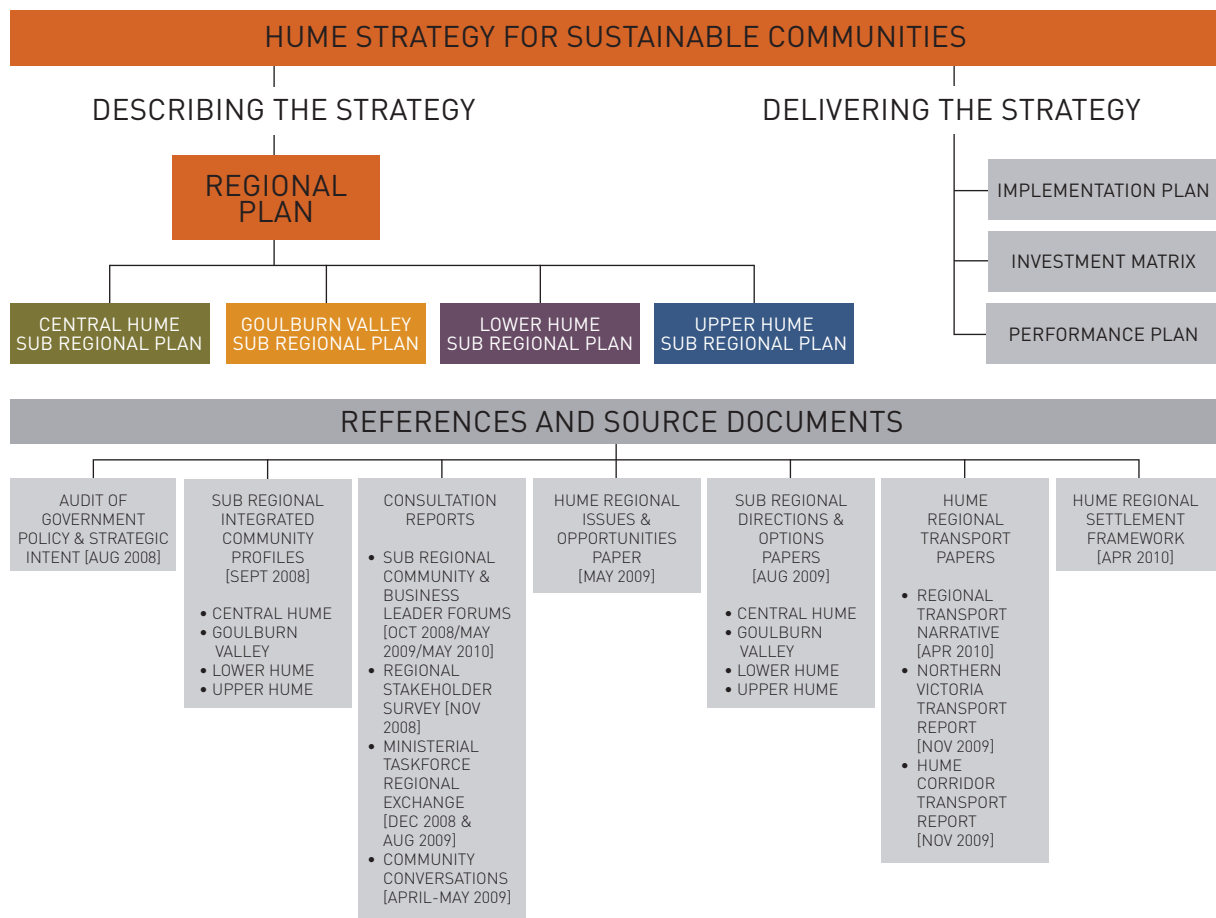 HUME STRATEGY FOR SUSTAINABLE COMMUNITIES
DESCRIBING THE STRATEGY
DELIVERING THE STRATEGY
REGIONAL
PLAN
IMPLEMENTATION PLAN
INVESTMENT MATRIX
PERFORMANCE PLAN
CENTRAL HUME
SUB REGIONAL PLAN
GOULBURN VALLEY
SUB REGIONAL PLAN
LOWER HUME
SUB REGIONAL PLAN
UPPER HUME
SUB REGIONAL PLAN
REFERENCES AND SOURCE DOCUMENTS
AUDIT OF
GOVERNMENT
POLICY & STRATEGIC
INTENT [AUG 2008]
SUB REGIONAL
INTEGRATED
COMMUNITY
PROFILES
[SEPT 2008]
• CENTRAL HUME
• GOULBURN
VALLEY
• LOWER HUME
• UPPER HUME
CONSULTATION
REPORTS
• SUB REGIONAL
COMMUNITY &
BUSINESS
LEADER FORUMS
[OCT 2008/MAY
2009/MAY 2010]
• REGIONAL
STAKEHOLDER
SURVEY [NOV
2008]
• MINISTERIAL
TASKFORCE
REGIONAL
EXCHANGE
[DEC 2008 &
AUG 2009]
• COMMUNITY
CONVERSATIONS
[APRIL-MAY 2009]
HUME REGIONAL
ISSUES &
OPPORTUNITIES
PAPER
[MAY 2009]
SUB REGIONAL
DIRECTIONS &
OPTIONS
PAPERS
[AUG 2009]
• CENTRAL HUME
• GOULBURN
VALLEY
• LOWER HUME
• UPPER HUME
HUME
REGIONAL
TRANSPORT
PAPERS
• REGIONAL
TRANSPORT
NARRATIVE
[APR 2010]
• NORTHERN
VICTORIA
TRANSPORT
REPORT
[NOV 2009]
• HUME
CORRIDOR
TRANSPORT
REPORT
[NOV 2009]
HUME REGIONAL
SETTLEMENT
FRAMEWORK
[APR 2010]